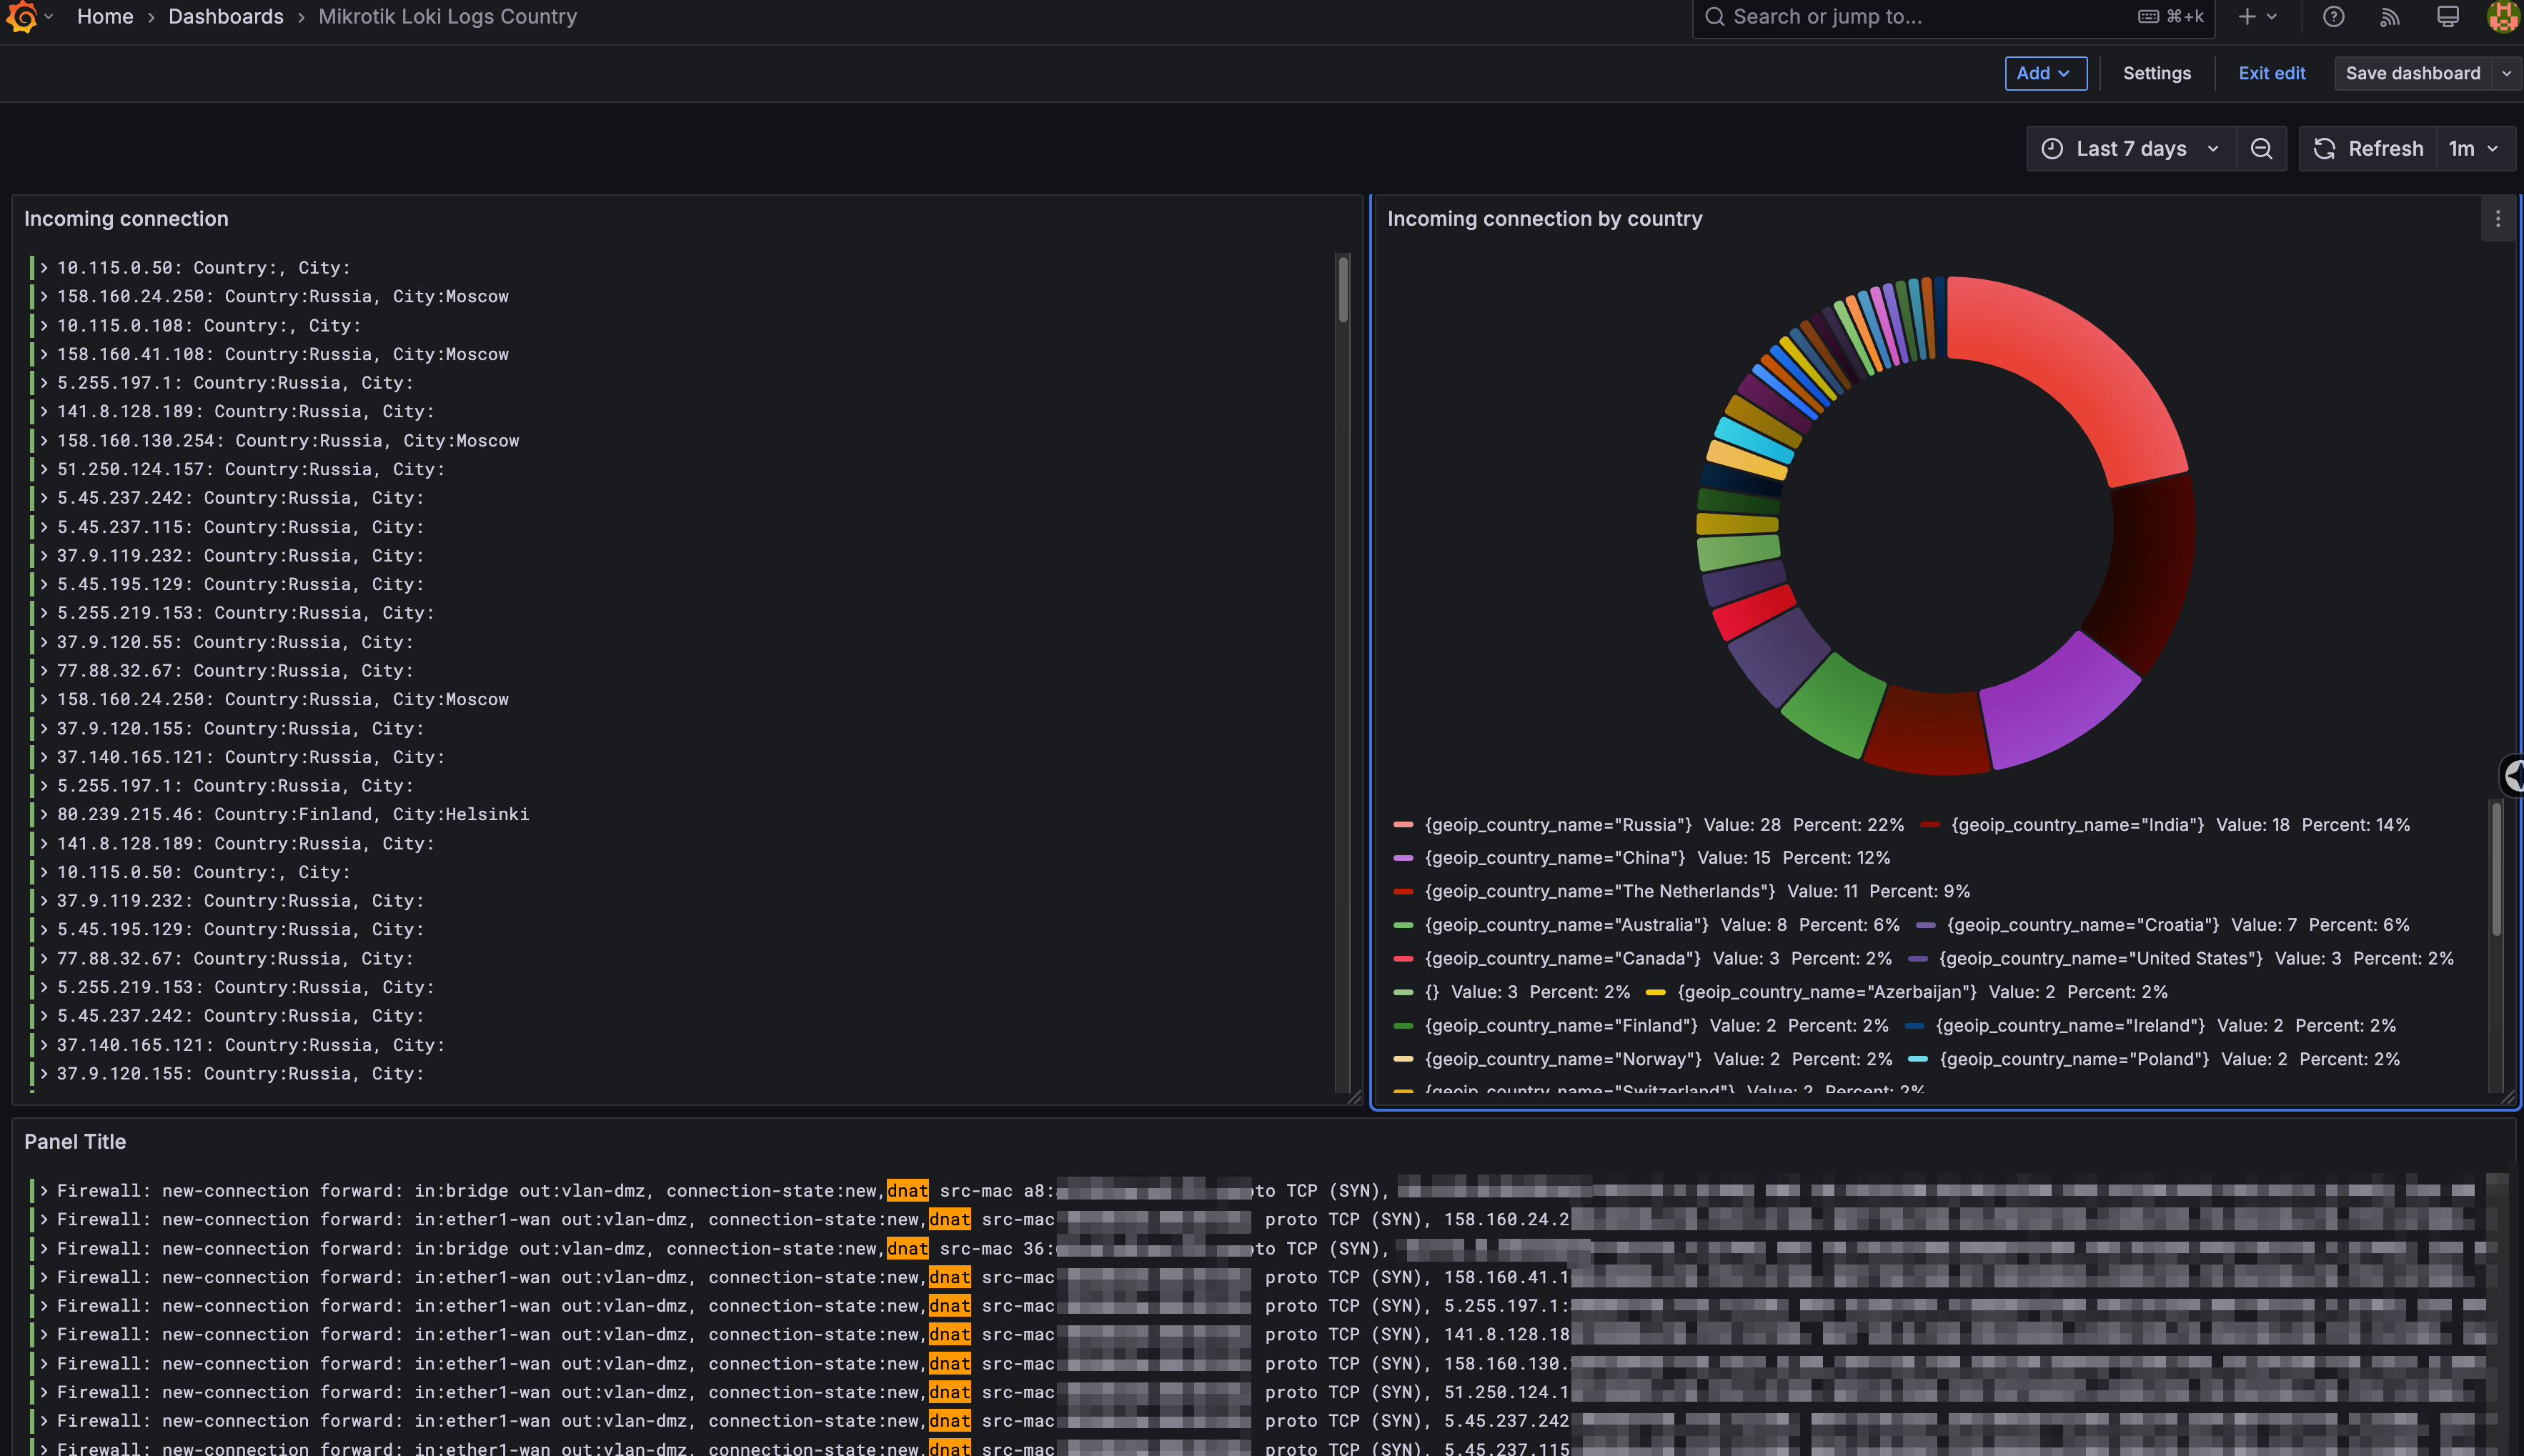 Home › Dashboards › Mikrotik Loki Logs Country
Search or jump to... ⌘+k
Add Settings Exit edit Save dashboard
Last 7 days Refresh 1m
Incoming connection
10.115.0.50: Country:, City:
158.160.24.250: Country:Russia, City:Moscow
10.115.0.108: Country:, City:
158.160.41.108: Country:Russia, City:Moscow
5.255.197.1: Country:Russia, City:
141.8.128.189: Country:Russia, City:
158.160.130.254: Country:Russia, City:Moscow
51.250.124.157: Country:Russia, City:
5.45.237.242: Country:Russia, City:
5.45.237.115: Country:Russia, City:
37.9.119.232: Country:Russia, City:
5.45.195.129: Country:Russia, City:
5.255.219.153: Country:Russia, City:
37.9.120.55: Country:Russia, City:
77.88.32.67: Country:Russia, City:
158.160.24.250: Country:Russia, City:Moscow
37.9.120.155: Country:Russia, City:
37.140.165.121: Country:Russia, City:
5.255.197.1: Country:Russia, City:
80.239.215.46: Country:Finland, City:Helsinki
141.8.128.189: Country:Russia, City:
10.115.0.50: Country:, City:
37.9.119.232: Country:Russia, City:
5.45.195.129: Country:Russia, City:
77.88.32.67: Country:Russia, City:
5.255.219.153: Country:Russia, City:
5.45.237.242: Country:Russia, City:
37.140.165.121: Country:Russia, City:
37.9.120.155: Country:Russia, City:
Incoming connection by country
{geoip_country_name="Russia"} Value: 28 Percent: 22% {geoip_country_name="India"} Value: 18 Percent: 14%
{geoip_country_name="China"} Value: 15 Percent: 12%
{geoip_country_name="The Netherlands"} Value: 11 Percent: 9%
{geoip_country_name="Australia"} Value: 8 Percent: 6% {geoip_country_name="Croatia"} Value: 7 Percent: 6%
{geoip_country_name="Canada"} Value: 3 Percent: 2% {geoip_country_name="United States"} Value: 3 Percent: 2%
{} Value: 3 Percent: 2% {geoip_country_name="Azerbaijan"} Value: 2 Percent: 2%
{geoip_country_name="Finland"} Value: 2 Percent: 2% {geoip_country_name="Ireland"} Value: 2 Percent: 2%
{geoip_country_name="Norway"} Value: 2 Percent: 2% {geoip_country_name="Poland"} Value: 2 Percent: 2%
{geoip_country_name="Switzerland"} Value: 2 Percent: 2%
Panel Title
Firewall: new-connection forward: in:bridge out:vlan-dmz, connection-state:new,dnat src-mac a8: TCP (SYN),
Firewall: new-connection forward: in:ether1-wan out:vlan-dmz, connection-state:new,dnat src-mac proto TCP (SYN), 158.160.24.2
Firewall: new-connection forward: in:bridge out:vlan-dmz, connection-state:new,dnat src-mac 36: TCP (SYN),
Firewall: new-connection forward: in:ether1-wan out:vlan-dmz, connection-state:new,dnat src-mac proto TCP (SYN), 158.160.41.1
Firewall: new-connection forward: in:ether1-wan out:vlan-dmz, connection-state:new,dnat src-mac proto TCP (SYN), 5.255.197.1:
Firewall: new-connection forward: in:ether1-wan out:vlan-dmz, connection-state:new,dnat src-mac proto TCP (SYN), 141.8.128.18
Firewall: new-connection forward: in:ether1-wan out:vlan-dmz, connection-state:new,dnat src-mac proto TCP (SYN), 158.160.130.
Firewall: new-connection forward: in:ether1-wan out:vlan-dmz, connection-state:new,dnat src-mac proto TCP (SYN), 51.250.124.1
Firewall: new-connection forward: in:ether1-wan out:vlan-dmz, connection-state:new,dnat src-mac proto TCP (SYN), 5.45.237.242
Firewall: new-connection forward: in:ether1-wan out:vlan-dmz, connection-state:new,dnat src-mac proto TCP (SYN), 5.45.237.115